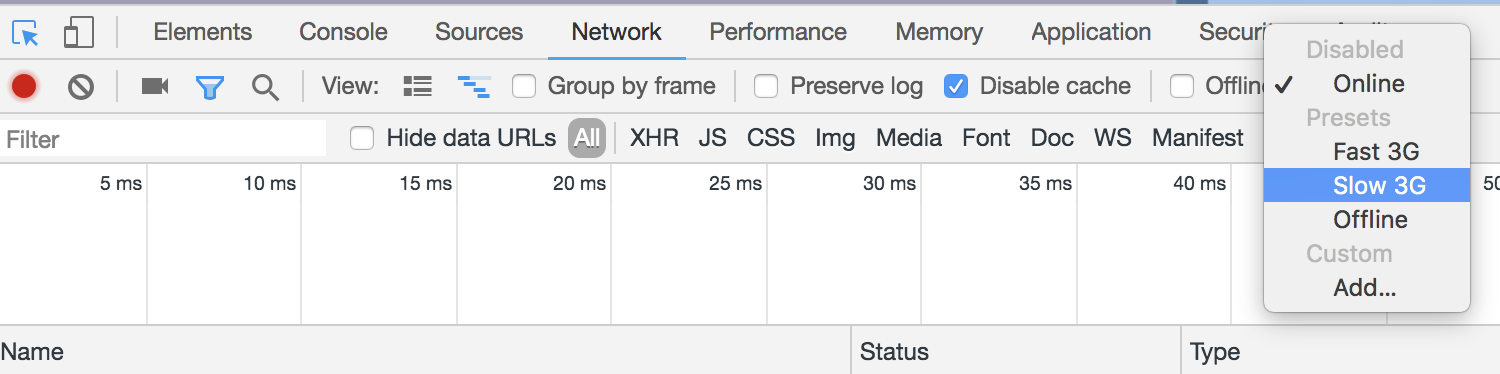 Elements Console Sources Network Performance Memory Application
Disabled
View: Group by frame Preserve log Disable cache
Online
Presets
Filter Hide data URLs All XHR JS CSS Img Media Font Doc WS Manifest
Fast 3G
5 ms 10 ms 15 ms 20 ms 25 ms 30 ms 35 ms 40 ms
Slow 3G
Offline
Custom
Add...
Name Status Type